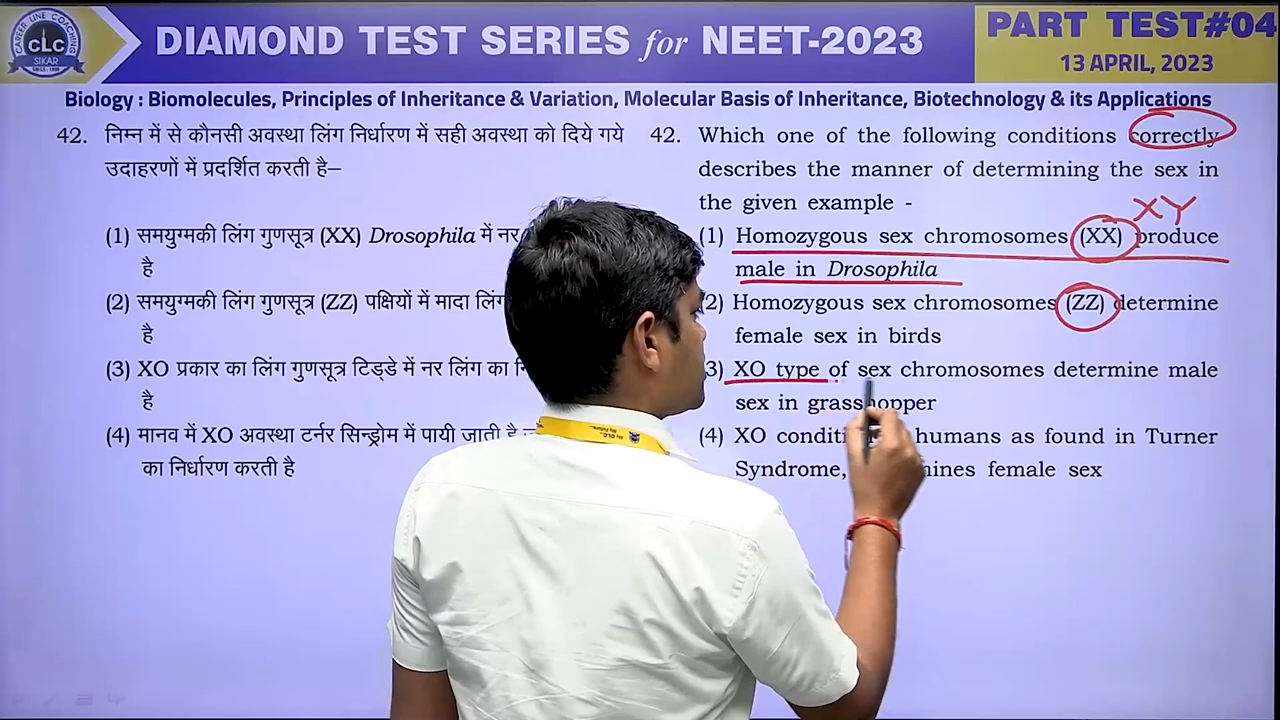 CAREER LINE COACHING
CLC
SIKAR
DIAMOND TEST SERIES for NEET-2023
PART TEST#04
13 APRIL, 2023
Biology : Biomolecules, Principles of Inheritance & Variation, Molecular Basis of Inheritance, Biotechnology & its Applications
42. निम्न में से कौनसी अवस्था लिंग निर्धारण में सही अवस्था को दिये गये
उदाहरणों में प्रदर्शित करती है–
(1) समयुग्मकी लिंग गुणसूत्र (XX) Drosophila में नर
है
(2) समयुग्मकी लिंग गुणसूत्र (ZZ) पक्षियों में मादा
है
(3) XO प्रकार का लिंग गुणसूत्र टिड्डे में नर लिंग का
है
(4) मानव में XO अवस्था टर्नर सिन्ड्रोम में पायी जाती है
का निर्धारण करती है
42. Which one of the following conditions correctly
describes the manner of determining the sex in
the given example -
XY
(1) Homozygous sex chromosomes (XX) produce
male in Drosophila
(2) Homozygous sex chromosomes (ZZ) determine
female sex in birds
3) XO type of sex chromosomes determine male
sex in grasshopper
(4) XO humans as found in Turner
Syndrome, female sex